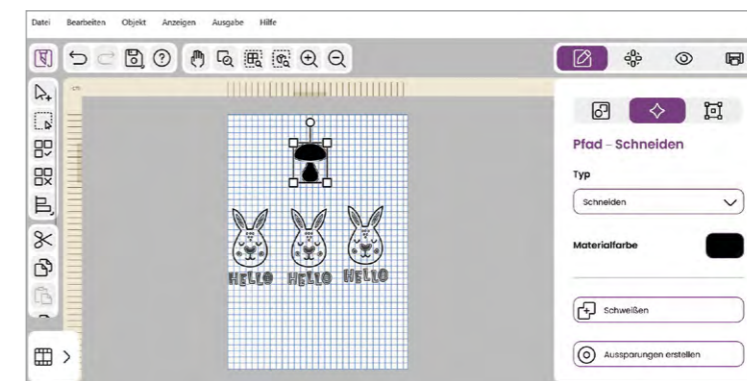 Datei Bearbeiten Objekt Anzeigen Ausgabe Hilfe
Pfad – Schneiden
Typ
Schneiden
Materialfarbe
HELLO HELLO HELLO
Schweißen
Aussparungen erstellen